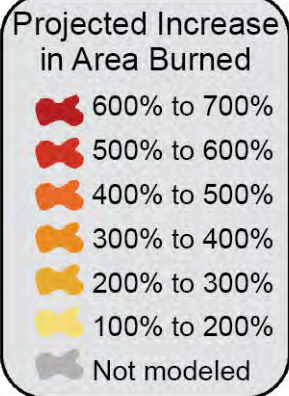 Projected Increase
in Area Burned
600% to 700%
500% to 600%
400% to 500%
300% to 400%
200% to 300%
100% to 200%
Not modeled